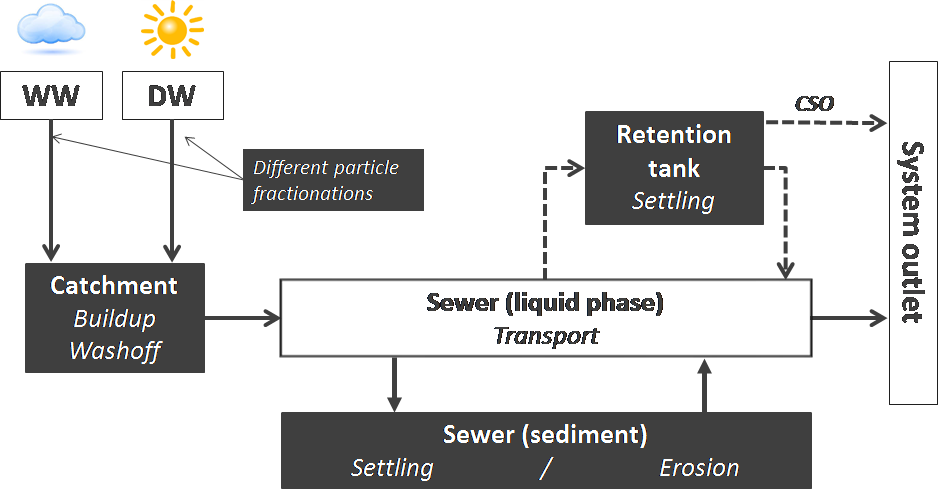 WW
DW
Different particle
fractionations
Catchment
Buildup
Washoff
Retention
tank
Settling
CSO
System outlet
Sewer (liquid phase)
Transport
Sewer (sediment)
Settling / Erosion